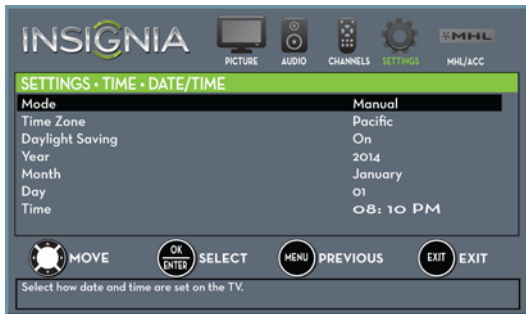 INSIGNIA
PICTURE AUDIO CHANNELS SETTINGS MHL MHL/ACC
SETTINGS • TIME • DATE/TIME
Mode Manual
Time Zone Pacific
Daylight Saving On
Year 2014
Month January
Day 01
Time 08: 10 PM
MOVE OK ENTER SELECT MENU PREVIOUS EXIT EXIT
Select how date and time are set on the TV.